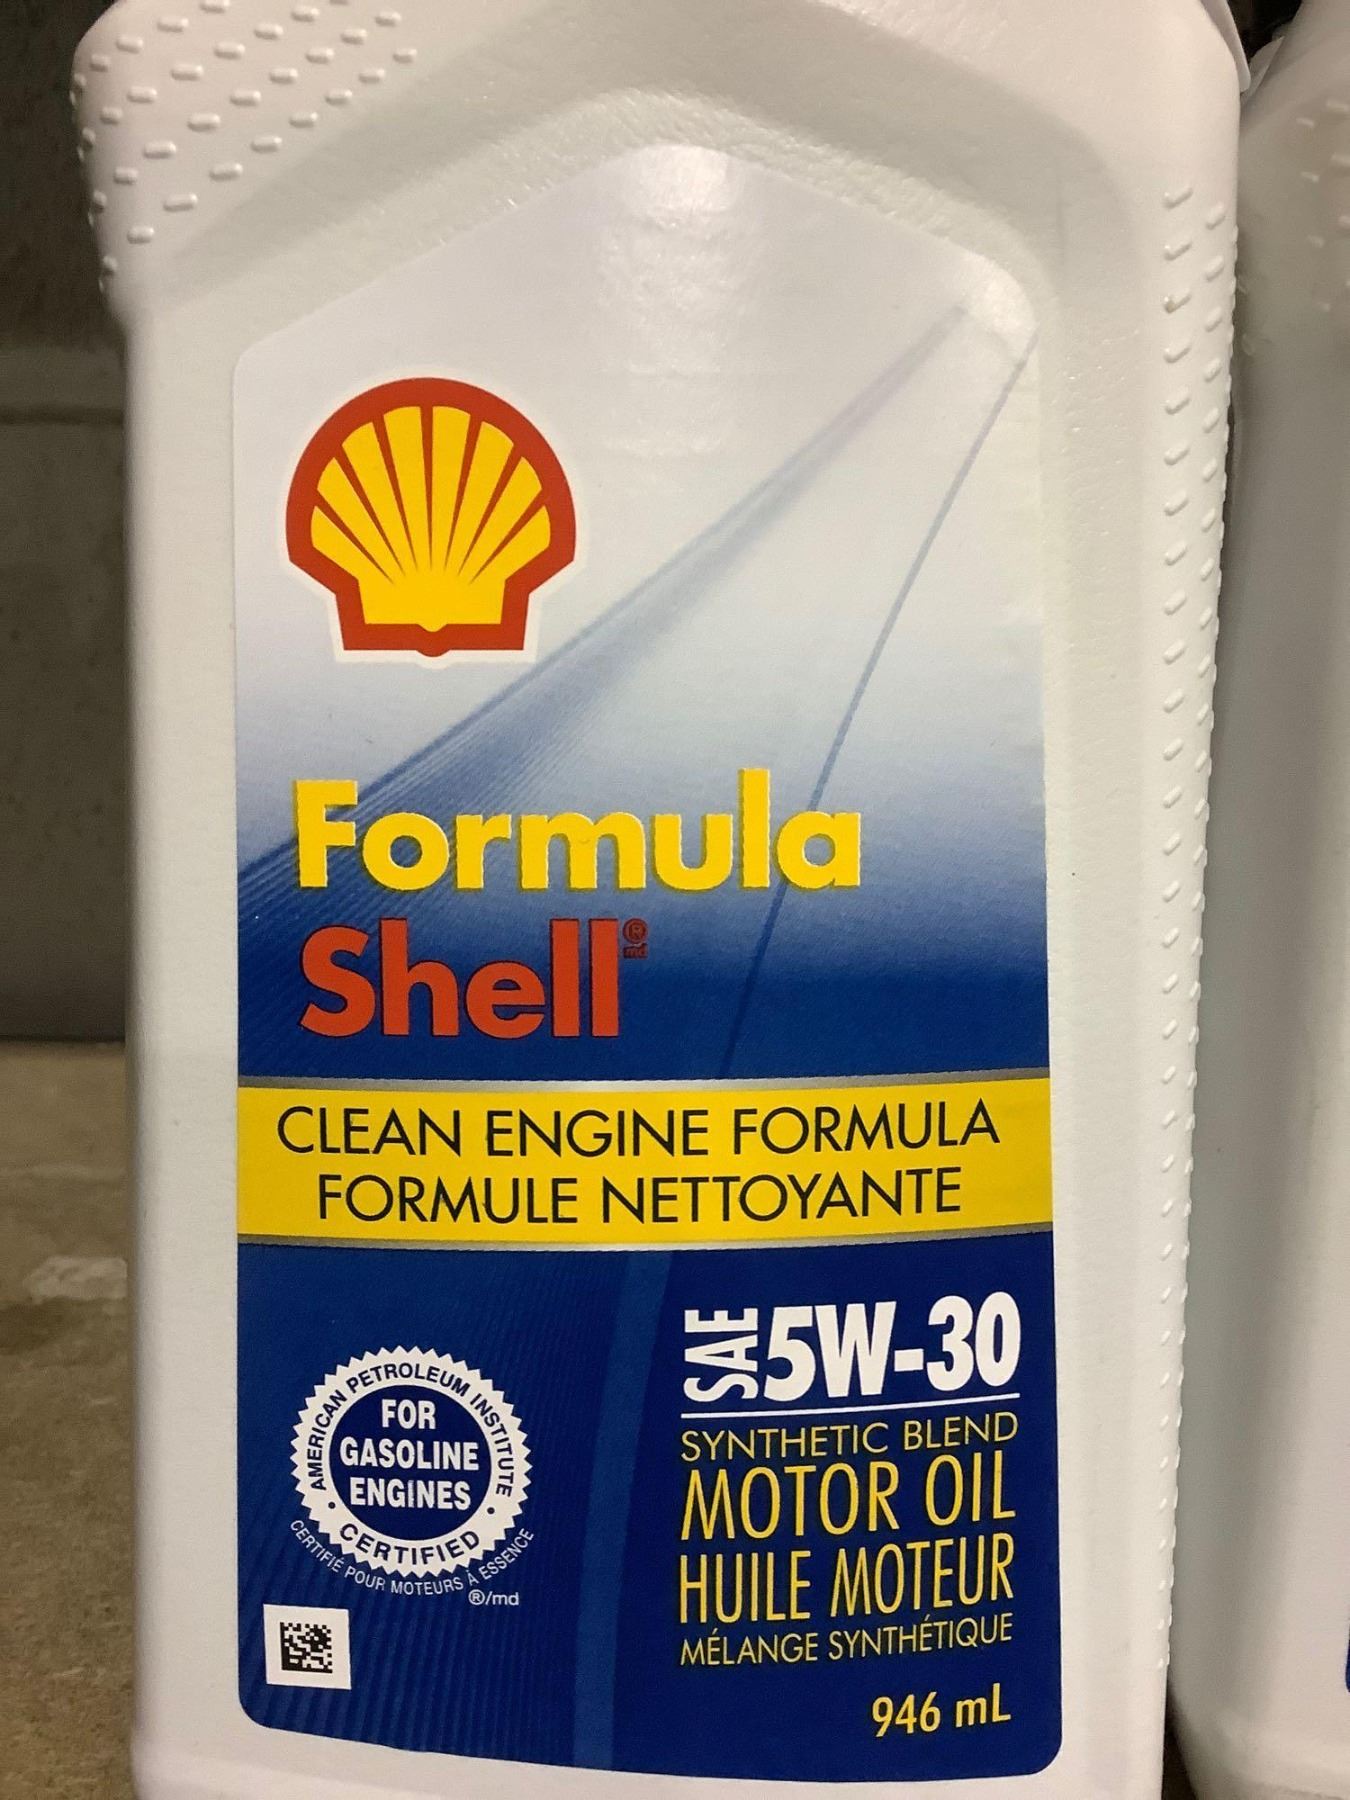 Formula
Shell®
md
CLEAN ENGINE FORMULA
FORMULE NETTOYANTE
SAE 5W-30
SYNTHETIC BLEND
MOTOR OIL
HUILE MOTEUR
MÉLANGE SYNTHÉTIQUE
946 mL
AMERICAN PETROLEUM INSTITUTE
FOR
GASOLINE
ENGINES
CERTIFIED
CERTIFIÉ POUR MOTEURS À ESSENCE
®/md